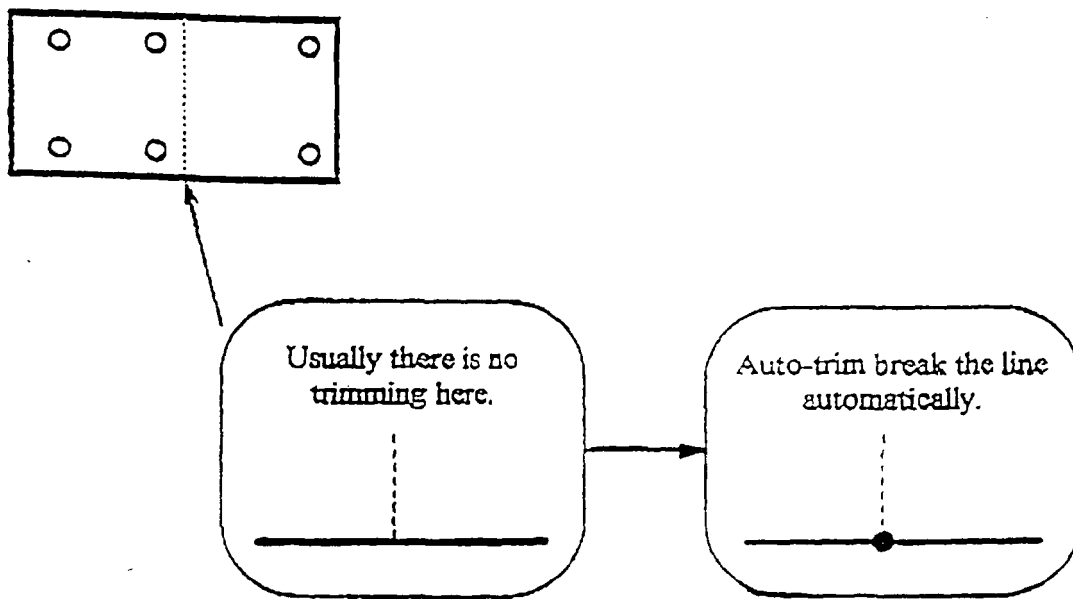 Usually there is no
trimming here.
Auto-trim break the line
automatically.